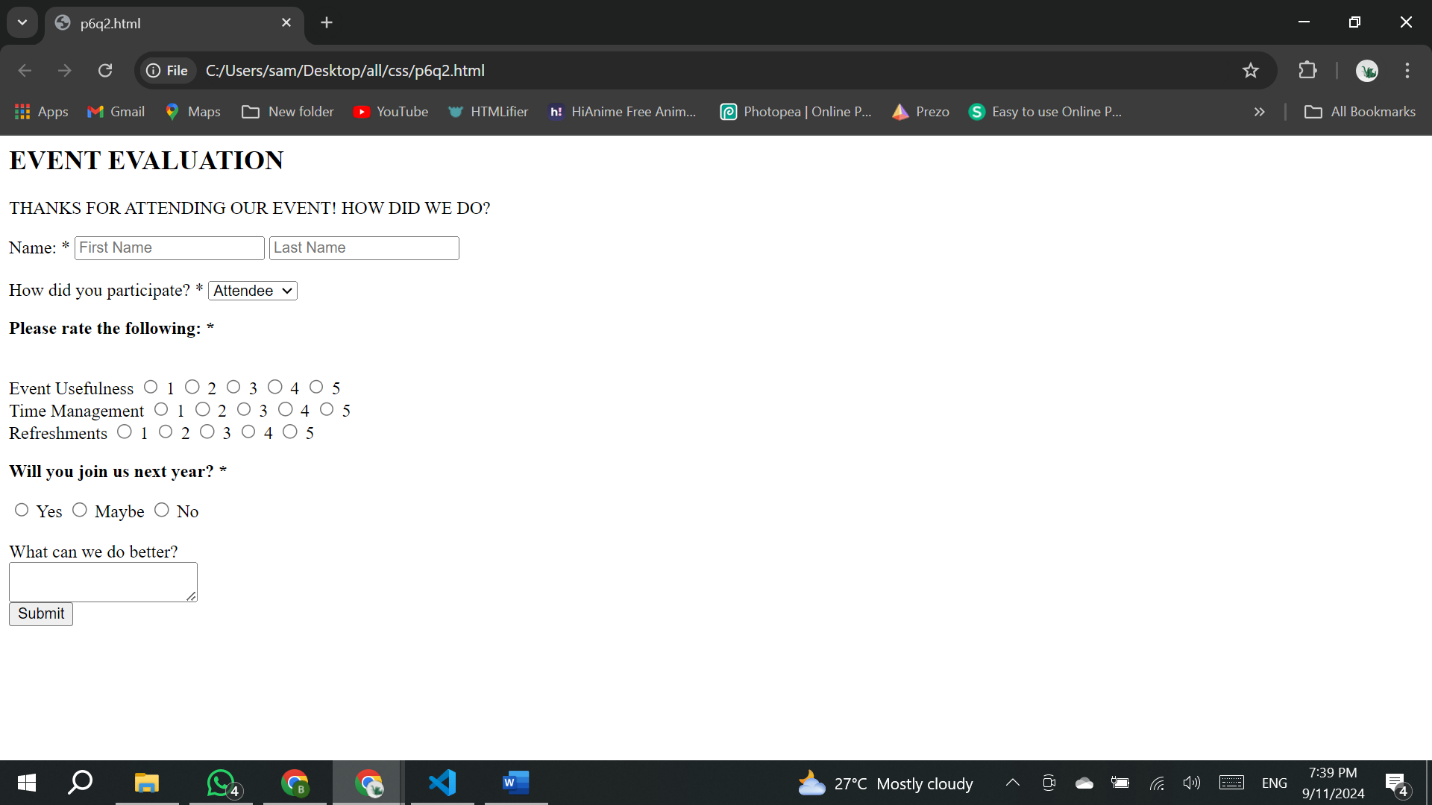 p6q2.html
File C:/Users/sam/Desktop/all/css/p6q2.html
Apps Gmail Maps New folder YouTube HTMLifier h! HiAnime Free Anim... Photopea | Online P... Prezo S Easy to use Online P... » All Bookmarks
EVENT EVALUATION
THANKS FOR ATTENDING OUR EVENT! HOW DID WE DO?
Name: * First Name Last Name
How did you participate? * Attendee
Please rate the following: *
Event Usefulness 1 2 3 4 5
Time Management 1 2 3 4 5
Refreshments 1 2 3 4 5
Will you join us next year? *
Yes Maybe No
What can we do better?
Submit
4 B W 27°C Mostly cloudy ENG 7:39 PM 4
9/11/2024